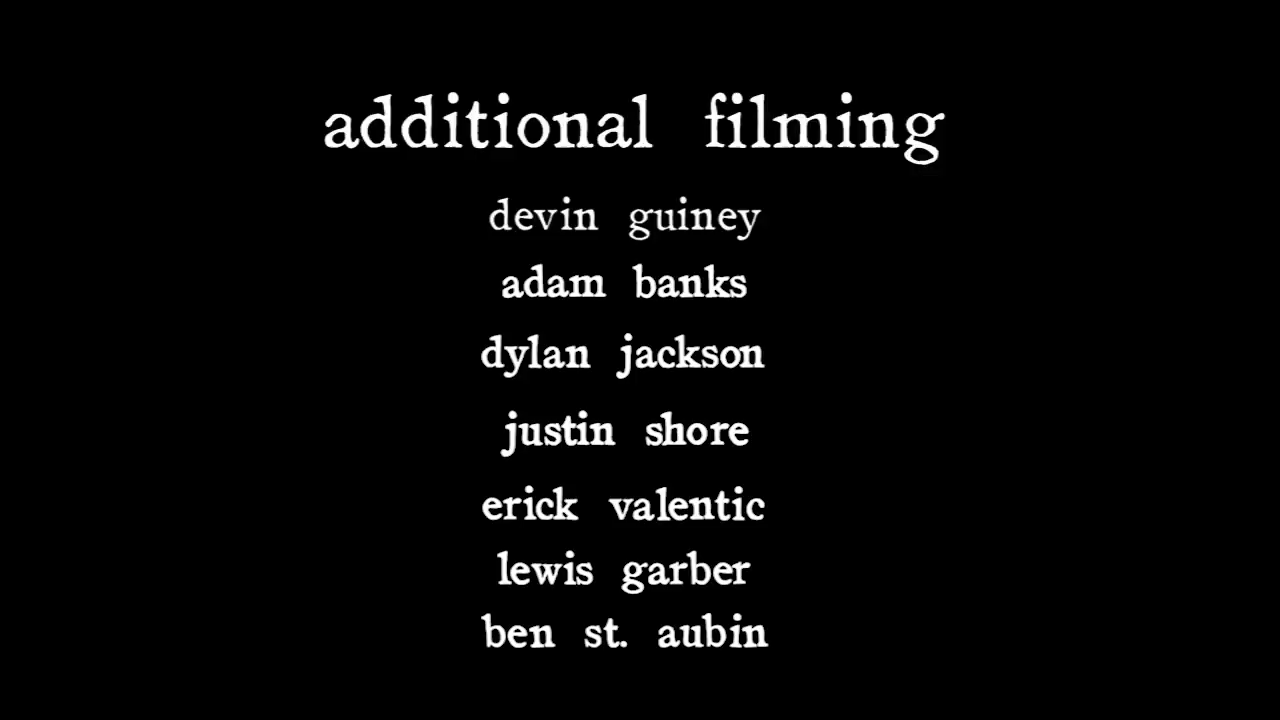 additional filming
devin guiney
adam banks
dylan jackson
justin shore
erick valentic
lewis garber
ben st. aubin